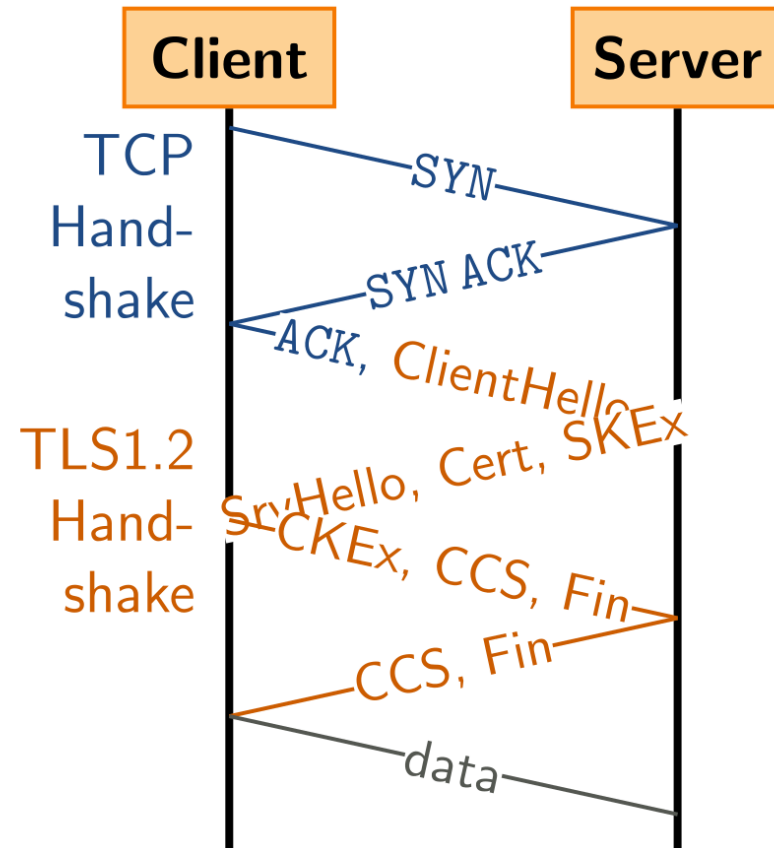 Client
Server
TCP
Hand-
shake
SYN
SYN ACK
ACK, ClientHello
TLS1.2
Hand-
shake
SrvHello, Cert, SKEx
CKEx, CCS, Fin
CCS, Fin
data